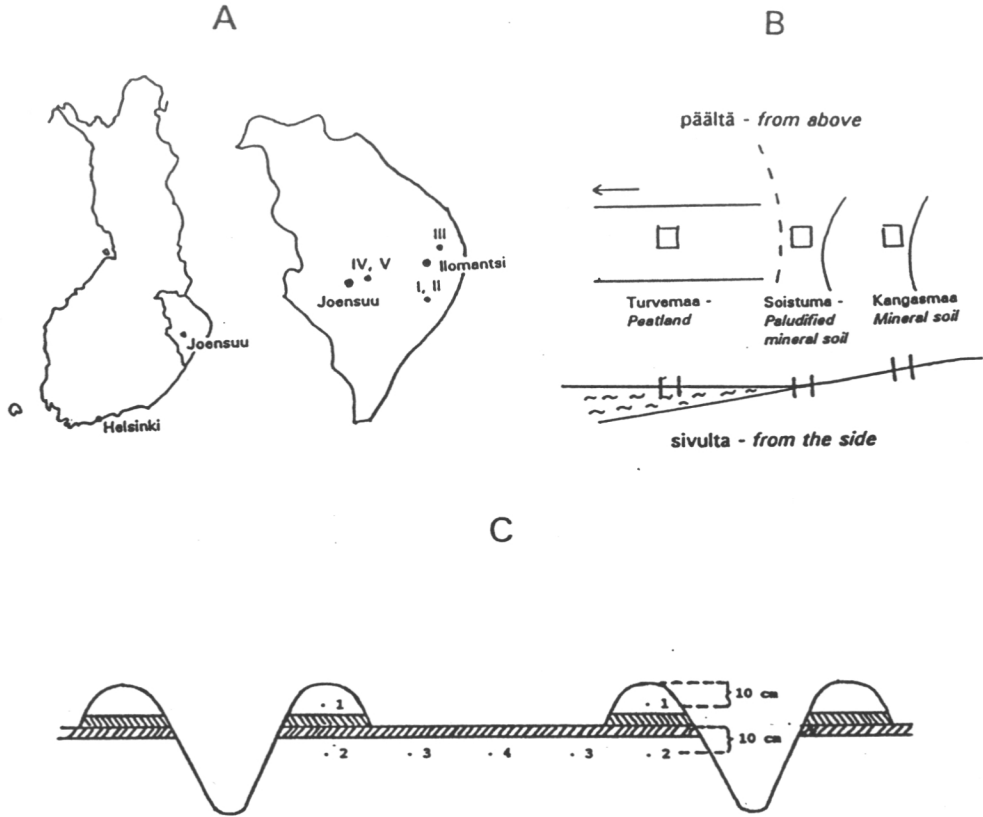 A
B
päältä - from above
III
Ilomantsi
IV, V
I, II
Joensuu
Joensuu
Helsinki
Turvemaa -
Peatland
Soistuma -
Paludified
mineral soil
Kangasmaa
Mineral soil
sivulta - from the side
C
10 cm
· 1
· 1
10 cm
· 2
· 3
· 4
· 3
· 2